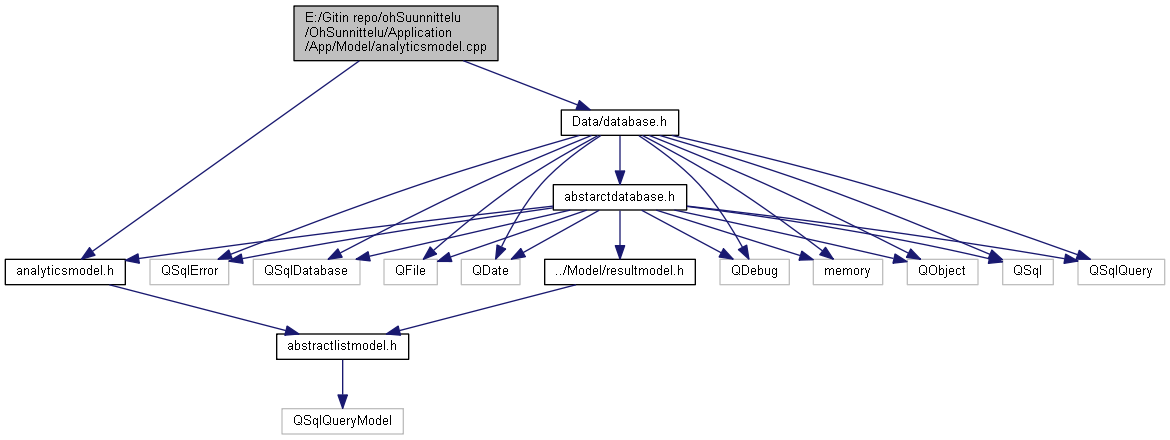 E:/Gitin repo/ohSuunnittelu
/OhSunnittelu/Application
/App/Model/analyticsmodel.cpp
Data/database.h
abstarctdatabase.h
analyticsmodel.h
QSqlError
QSqlDatabase
QFile
QDate
../Model/resultmodel.h
QDebug
memory
QObject
QSql
QSqlQuery
abstractlistmodel.h
QSqlQueryModel